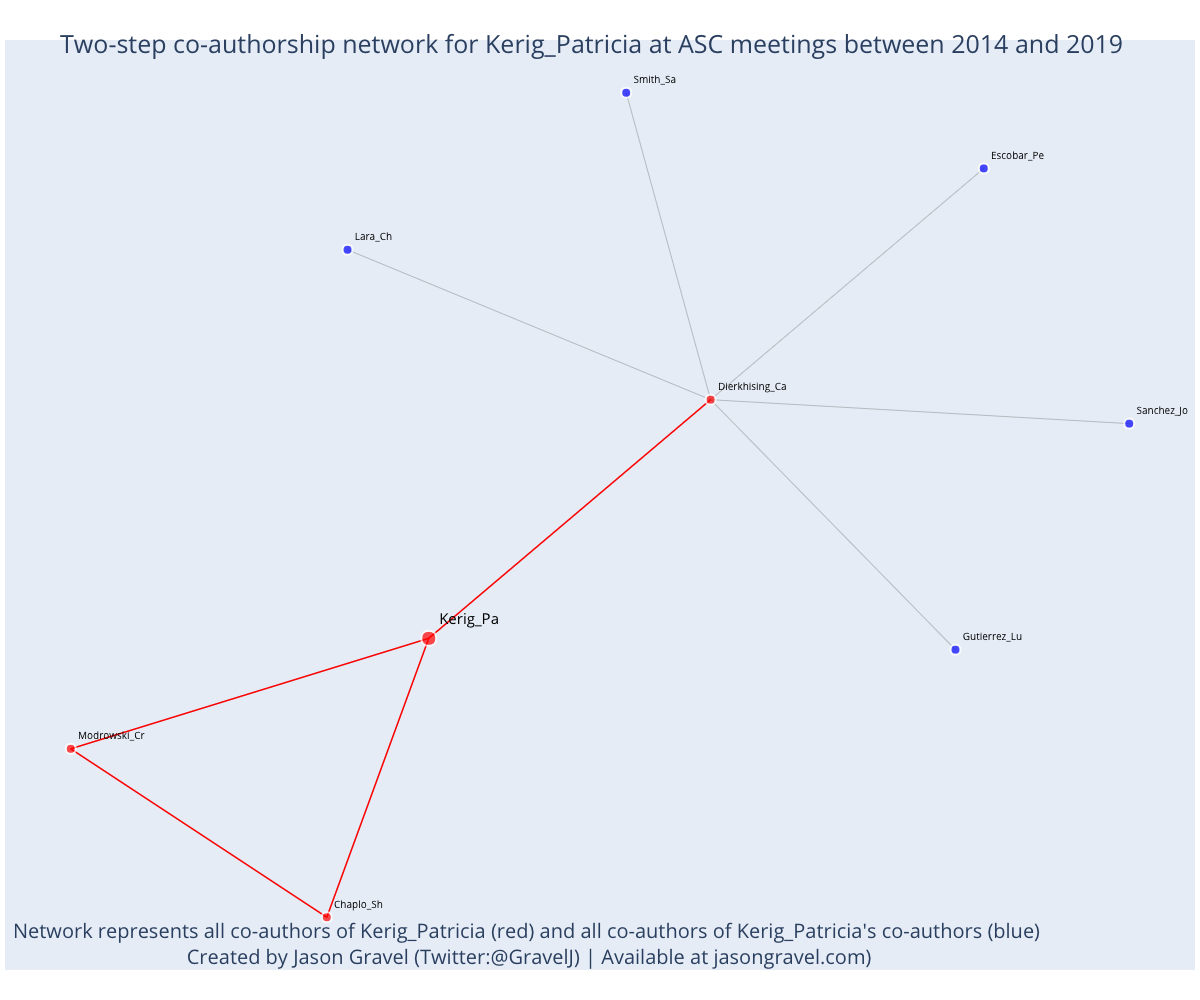 Two-step co-authorship network for Kerig_Patricia at ASC meetings between 2014 and 2019
Smith_Sa
Escobar_Pe
Lara_Ch
Dierkhising_Ca
Sanchez_Jo
Kerig_Pa
Gutierrez_Lu
Modrowski_Cr
Chaplo_Sh
Network represents all co-authors of Kerig_Patricia (red) and all co-authors of Kerig_Patricia's co-authors (blue)
Created by Jason Gravel (Twitter:@GravelJ) | Available at jasongravel.com)